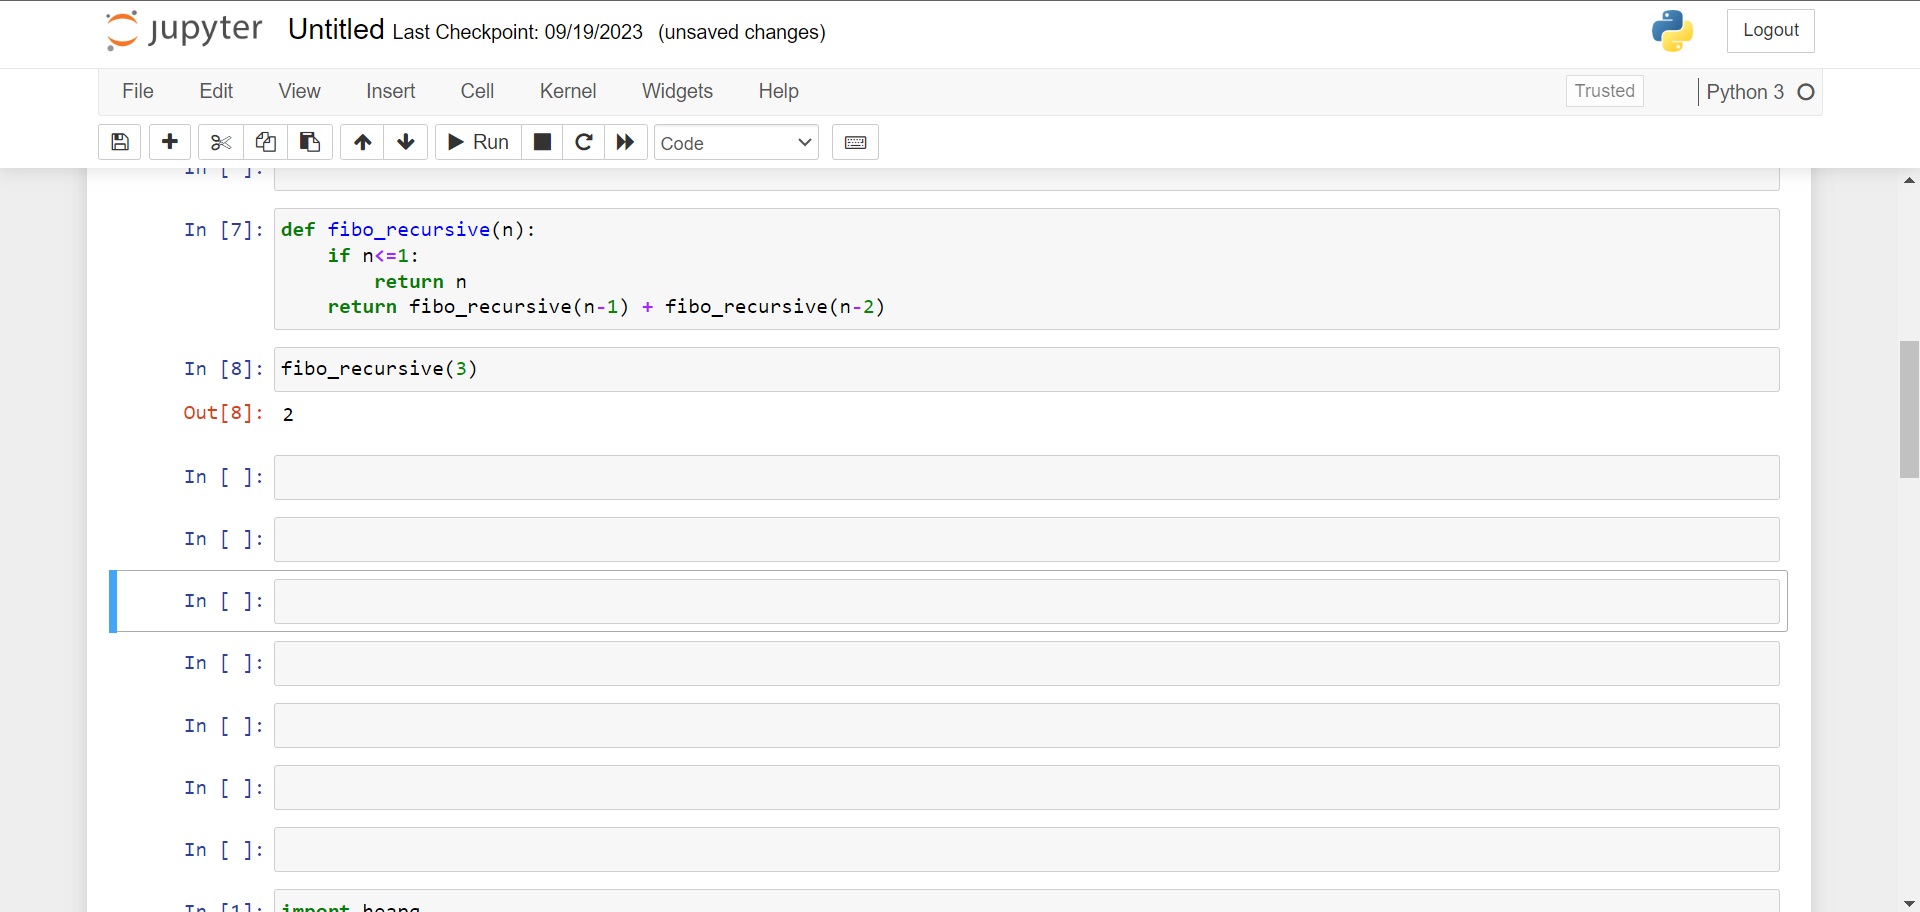 jupyter Untitled Last Checkpoint: 09/19/2023 (unsaved changes) Logout
File Edit View Insert Cell Kernel Widgets Help Trusted Python 3
Run Code
In [ ]:
In [7]: def fibo_recursive(n):
    if n<=1:
        return n
    return fibo_recursive(n-1) + fibo_recursive(n-2)
In [8]: fibo_recursive(3)
Out[8]: 2
In [ ]:
In [ ]:
In [ ]:
In [ ]:
In [ ]:
In [ ]:
In [ ]:
In [1]: import heapq